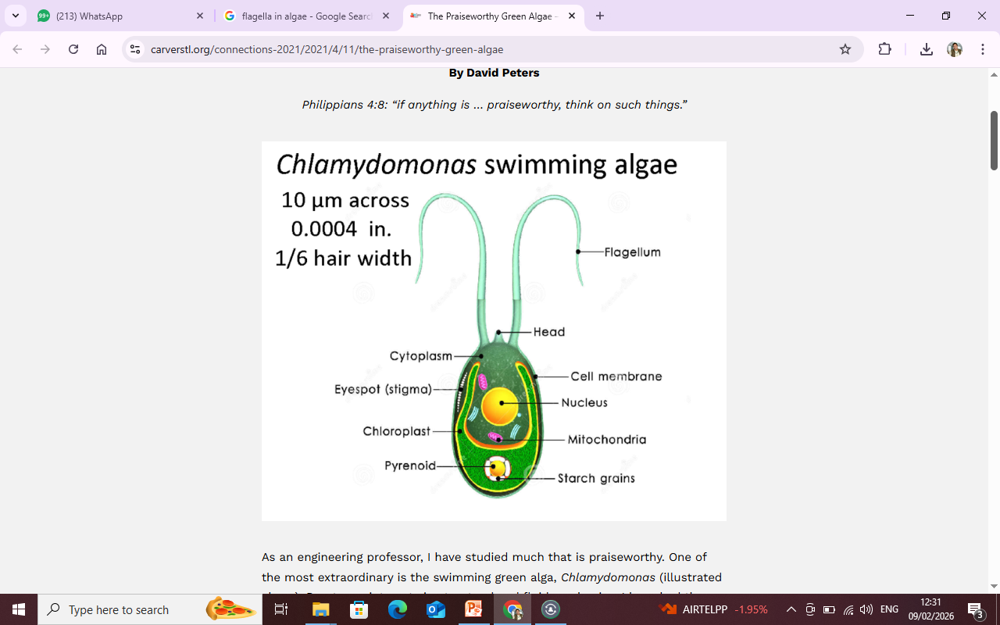 (213) WhatsApp
flagella in algae - Google Searc
The Praiseworthy Green Algae –
carverstl.org/connections-2021/2021/4/11/the-praiseworthy-green-algae
By David Peters
Philippians 4:8: “if anything is ... praiseworthy, think on such things.”
Chlamydomonas swimming algae
10 µm across
0.0004 in.
1/6 hair width
Flagellum
Head
Cytoplasm
Cell membrane
Eyespot (stigma)
Nucleus
Chloroplast
Mitochondria
Pyrenoid
Starch grains
As an engineering professor, I have studied much that is praiseworthy. One of
the most extraordinary is the swimming green alga, Chlamydomonas (illustrated
Type here to search
AIRTELPP -1.95%
ENG
12:31
09/02/2026
3
99+